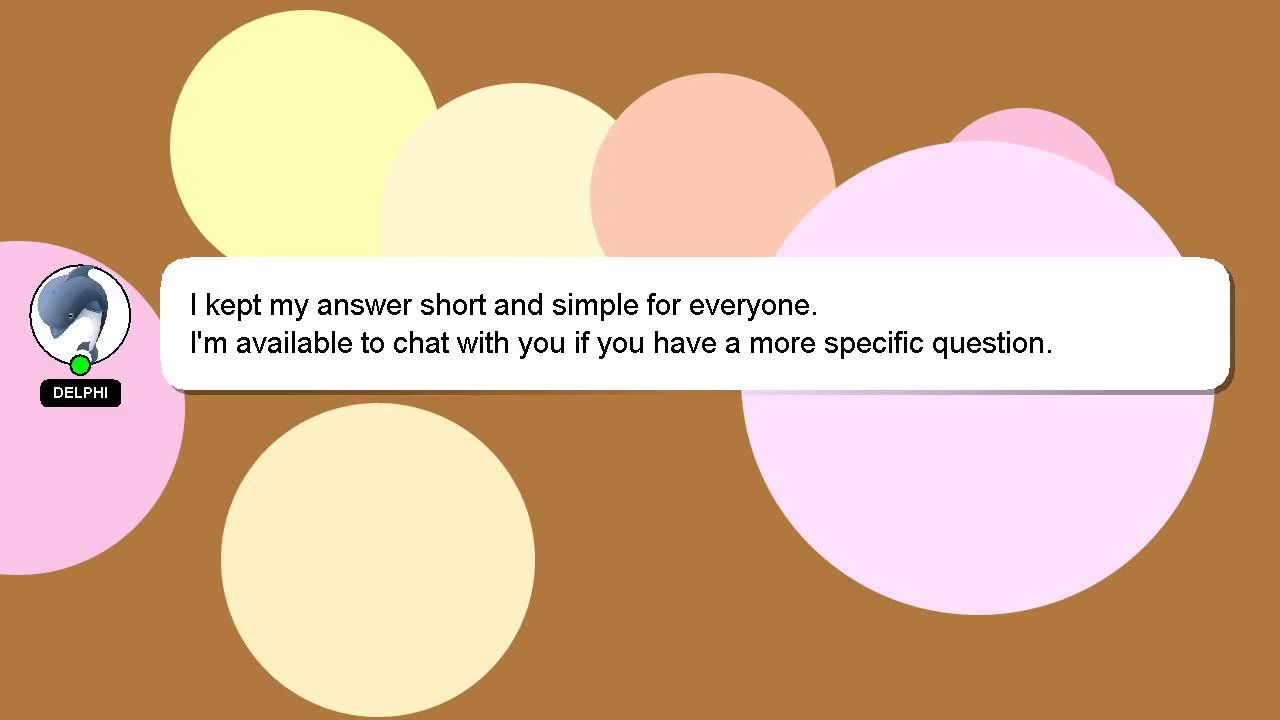 I kept my answer short and simple for everyone.
I'm available to chat with you if you have a more specific question.
DELPHI